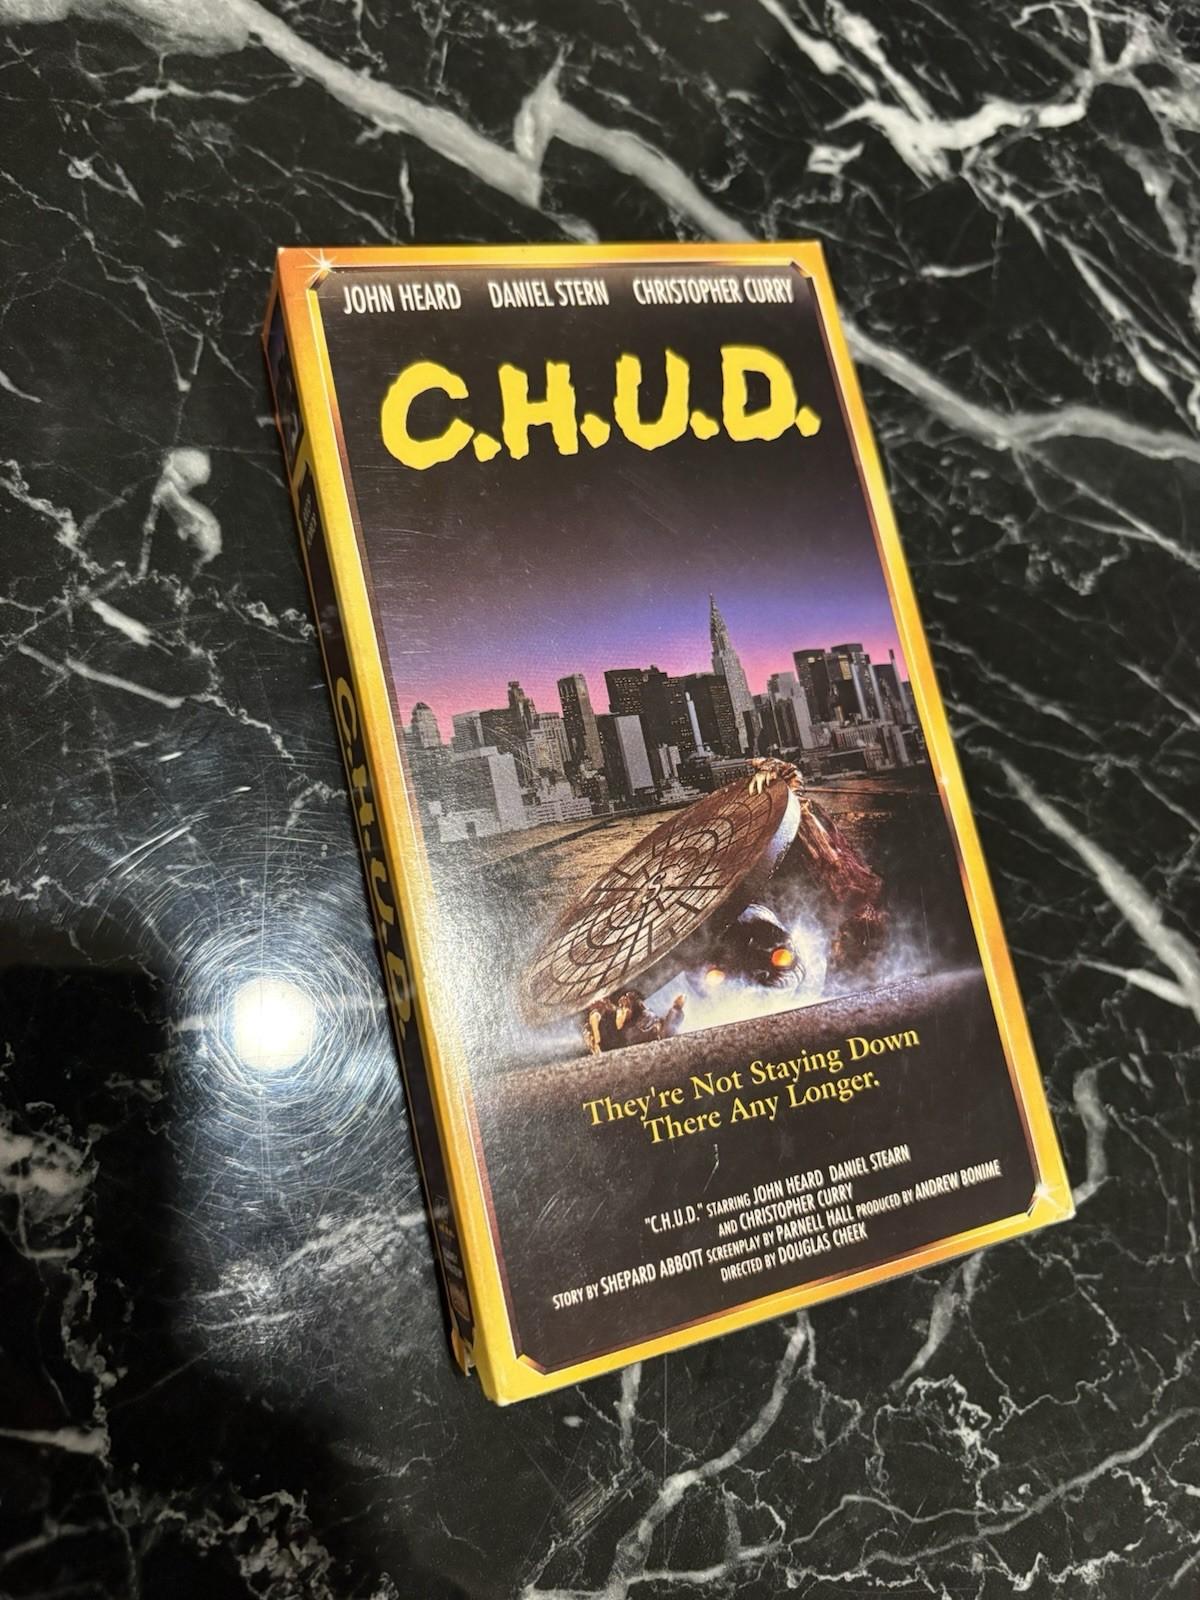 JOHN HEARD DANIEL STERN CHRISTOPHER CURRY
C.H.U.D.
C.H.U.D.
S
They're Not Staying Down
There Any Longer.
"C.H.U.D." STARRING JOHN HEARD DANIEL STEARN
AND CHRISTOPHER CURRY
STORY BY SHEPARD ABBOTT SCREENPLAY BY PARNELL HALL PRODUCED BY ANDREW BONIME
DIRECTED BY DOUGLAS CHEEK